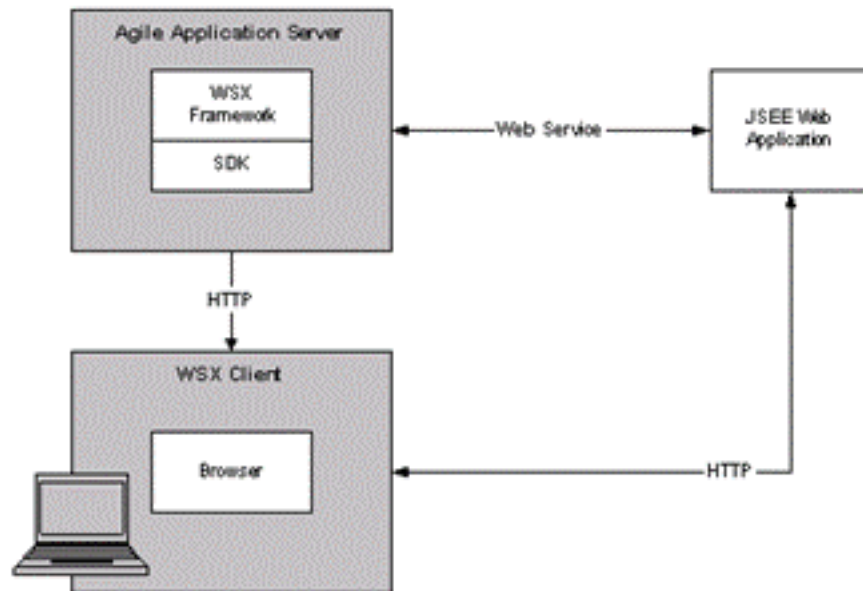 Agile Application Server
WSX
Framework
SDK
Web Service
JSEE Web
Application
HTTP
WSX Client
Browser
HTTP